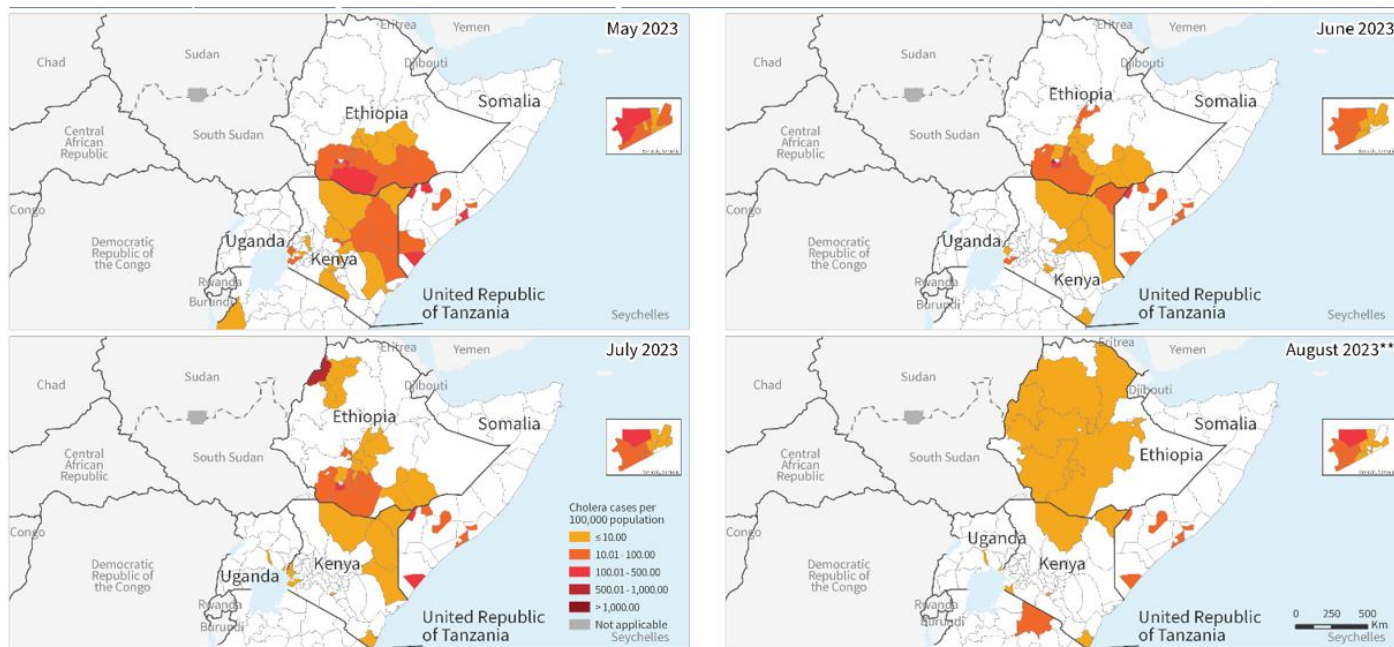 May 2023
Eritrea
Yemen
Sudan
Chad
Djibouti
Ethiopia
Somalia
Central
African
Republic
South Sudan
Congo
Democratic
Republic of
the Congo
Uganda
Kenya
Rwanda
Burundi
United Republic
of Tanzania
Seychelles
June 2023
Eritrea
Yemen
Sudan
Chad
Djibouti
Ethiopia
Somalia
Central
African
Republic
South Sudan
Congo
Democratic
Republic of
the Congo
Uganda
Kenya
Rwanda
Burundi
United Republic
of Tanzania
Seychelles
July 2023
Eritrea
Yemen
Sudan
Chad
Djibouti
Ethiopia
Somalia
Central
African
Republic
South Sudan
Congo
Democratic
Republic of
the Congo
Uganda
Kenya
Rwanda
Burundi
United Republic
of Tanzania
Seychelles
Cholera cases per
100,000 population
≤ 10.00
10.01 - 100.00
100.01 - 500.00
500.01 - 1,000.00
> 1,000.00
Not applicable
August 2023**
Eritrea
Yemen
Sudan
Chad
Djibouti
Somalia
Ethiopia
Central
African
Republic
South Sudan
Congo
Democratic
Republic of
the Congo
Uganda
Kenya
Rwanda
Burundi
United Republic
of Tanzania
0 250 500
Km
Seychelles